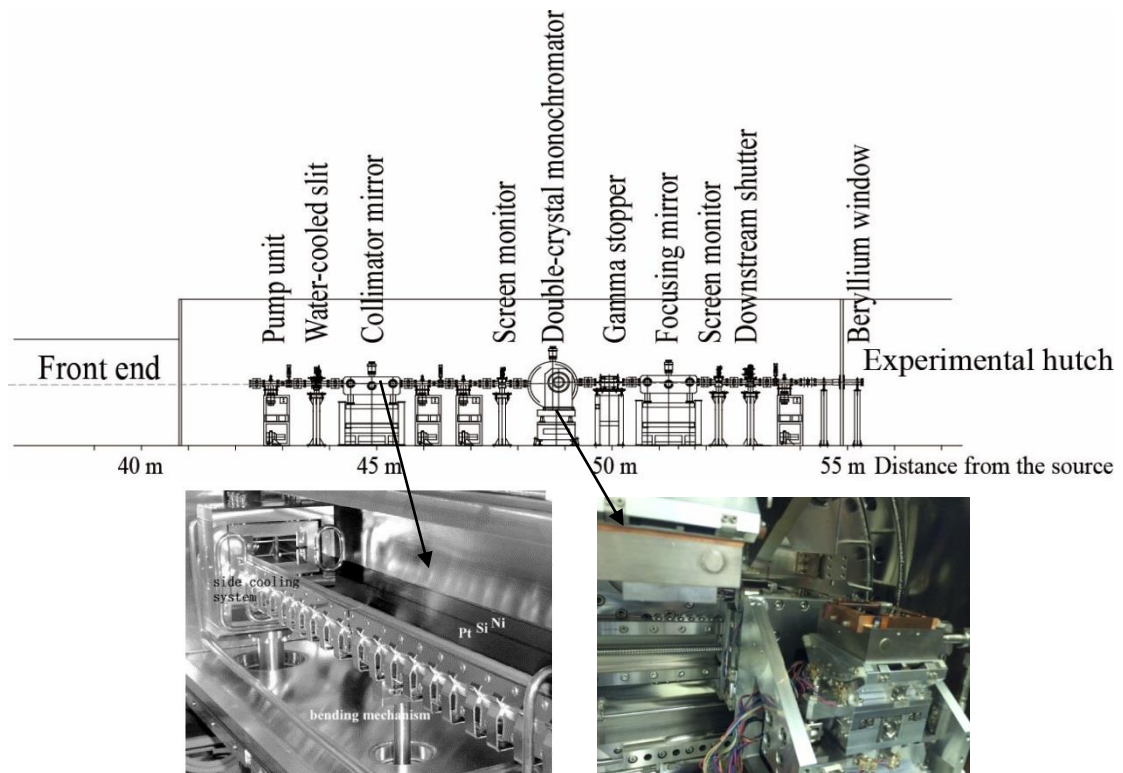 Pump unit
Water-cooled slit
Collimator mirror
Screen monitor
Double-crystal monochromator
Gamma stopper
Focusing mirror
Screen monitor
Downstream shutter
Beryllium window
Front end
Experimental hutch
40 m
45 m
50 m
55 m Distance from the source
side cooling
system
Pt Si Ni
bending mechanism